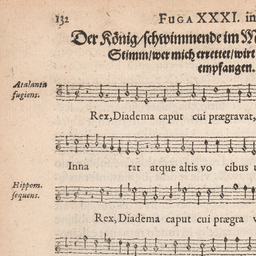 132 FUGA XXXI. in
Der König/schwimmende im M
Stimm/wer mich errettet/wirt
empfangen.
Atalanta
fugiens.
Rex, Diadema caput cui prægravat,
Inna tat atque altis vo cibus
Hippom.
sequens.
Rex, Diadema caput cui prægra v